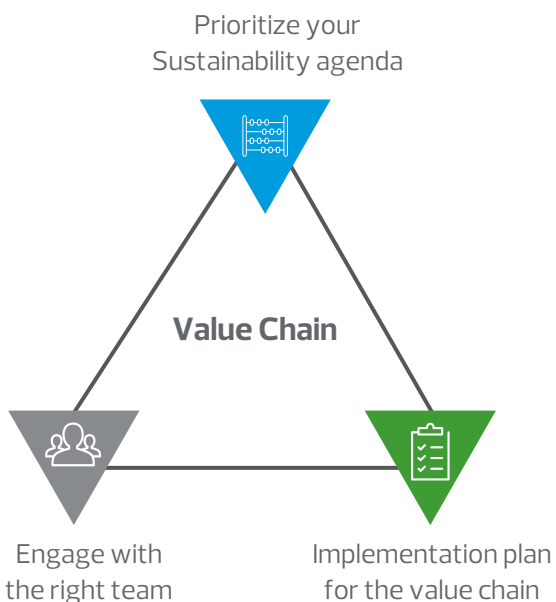 Prioritize your
Sustainability agenda
Value Chain
Engage with
the right team
Implementation plan
for the value chain